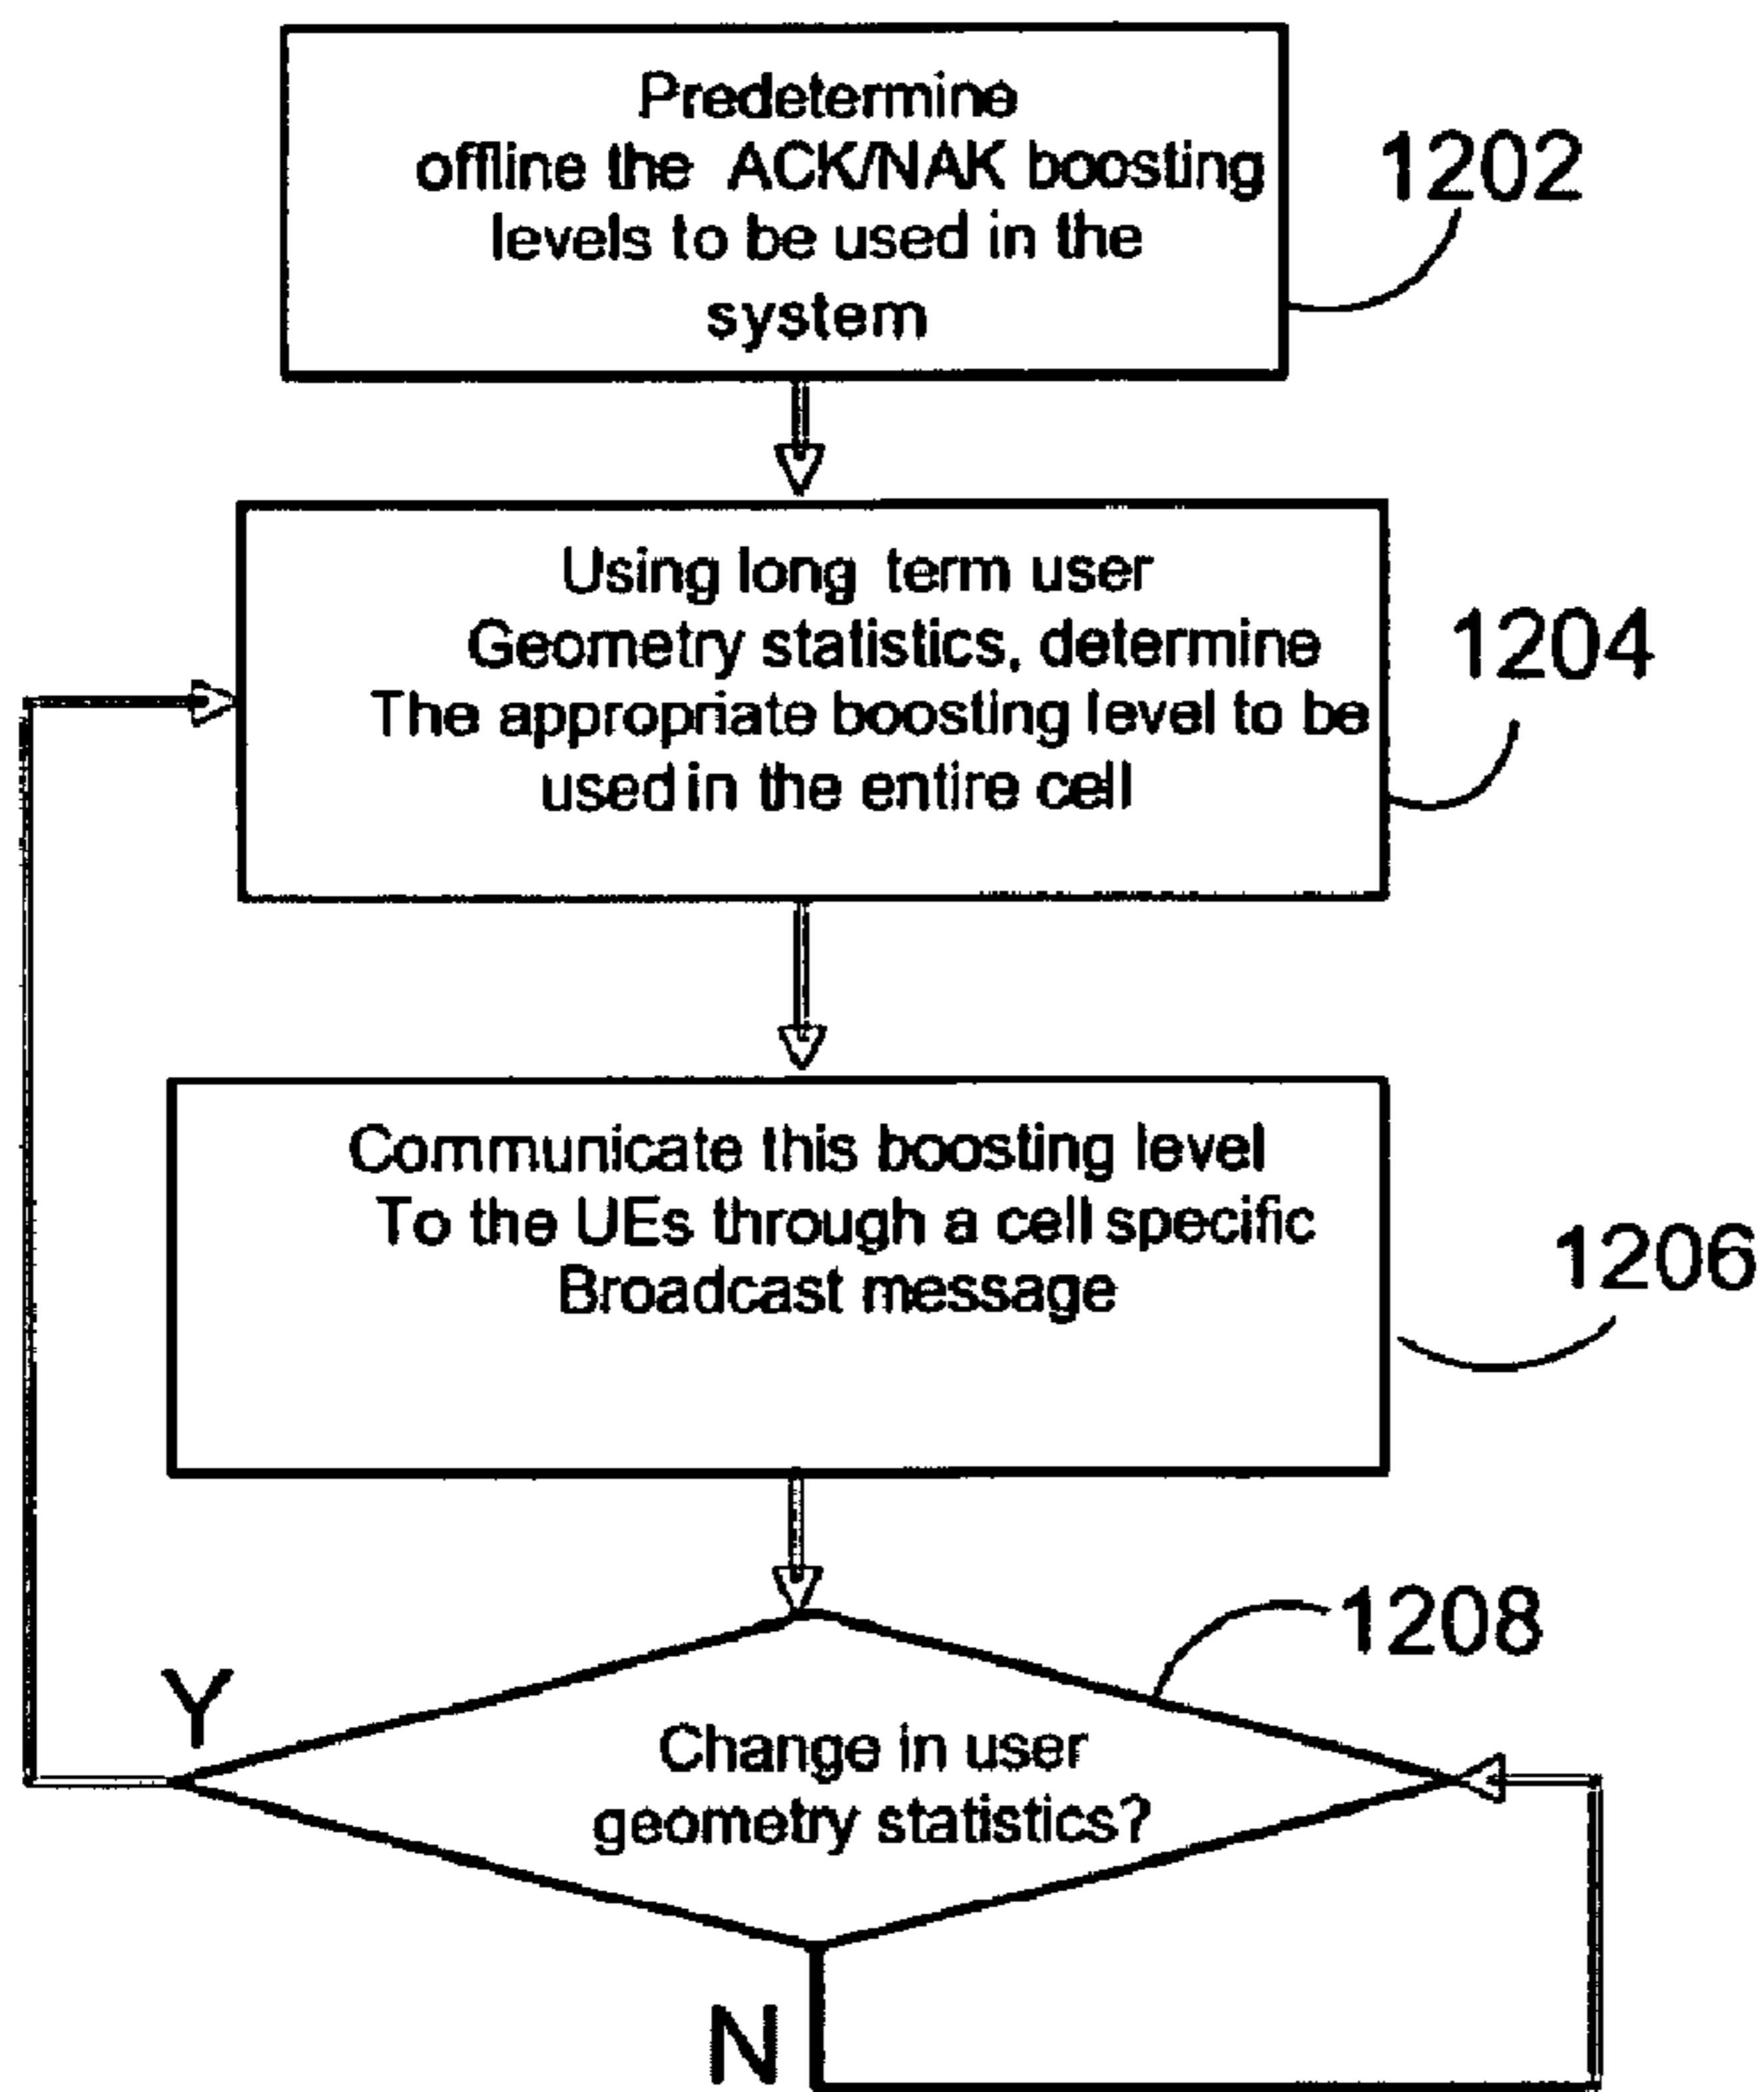 Predetermine
offline the ACK/NAK boosting
levels to be used in the
system
1202
Using long term user
Geometry statistics, determine
The appropriate boosting level to be
used in the entire cell
1204
Communicate this boosting level
To the UEs through a cell specific
Broadcast message
1206
1208
Y
Change in user
geometry statistics?
N